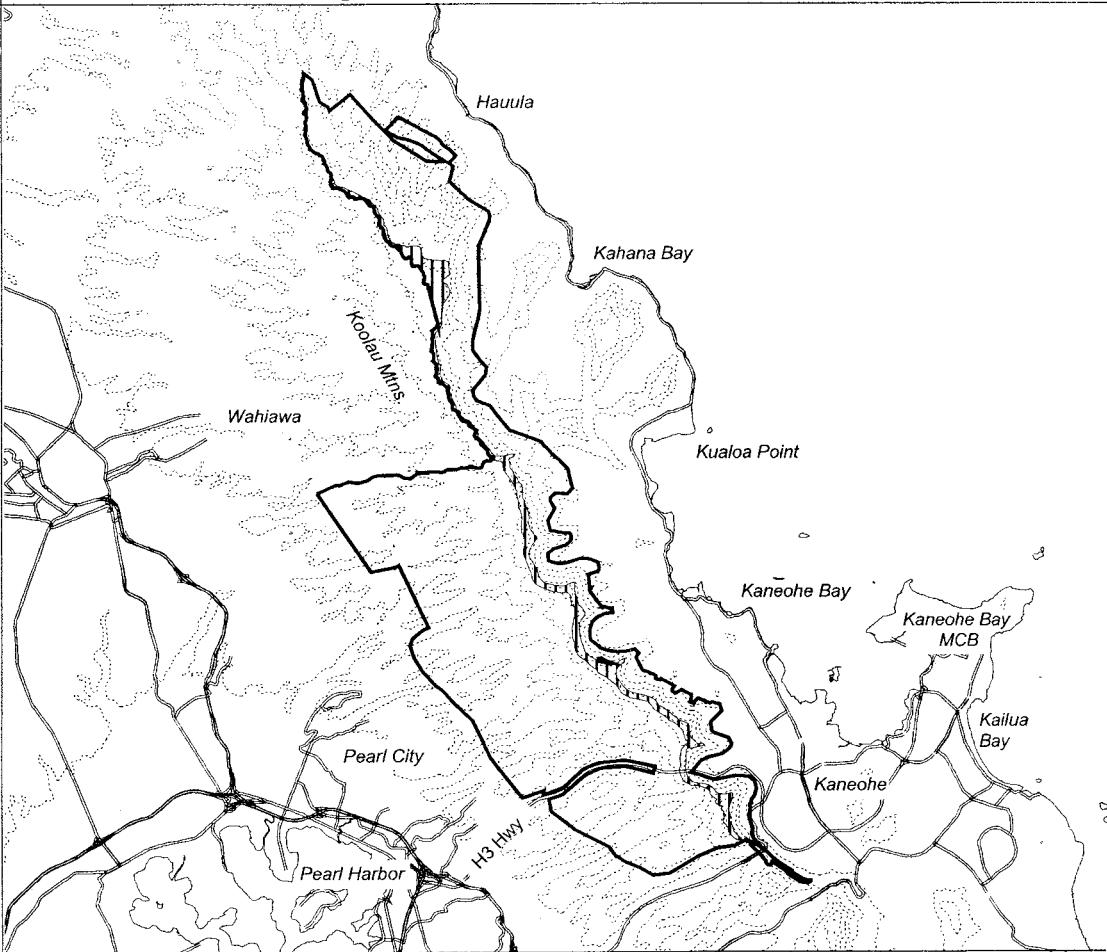 Hauula
Kahana Bay
Koolau Mtns.
Wahiawa
Kualoa Point
Kaneohe Bay
Kaneohe Bay
MCB
Kailua
Bay
Pearl City
Kaneohe
H3 Hwy
Pearl Harbor